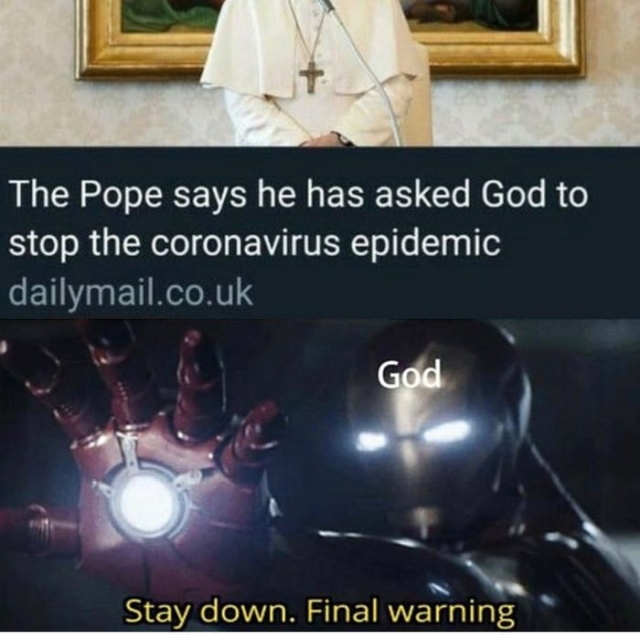 The Pope says he has asked God to
stop the coronavirus epidemic
dailymail.co.uk
God
Stay down. Final warning